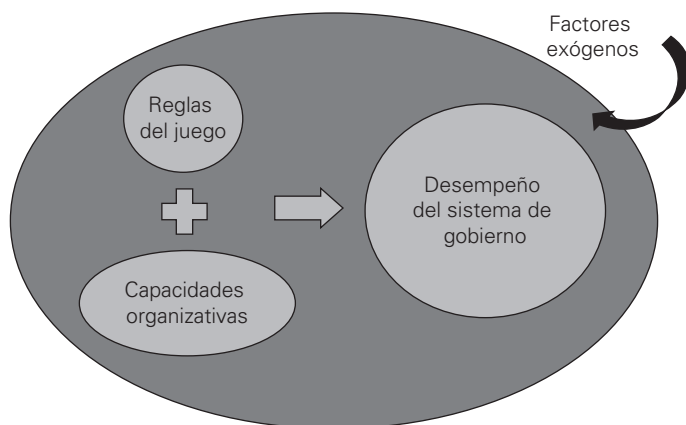 Factores
exógenos
Reglas
del juego
Desempeño
del sistema de
gobierno
Capacidades
organizativas